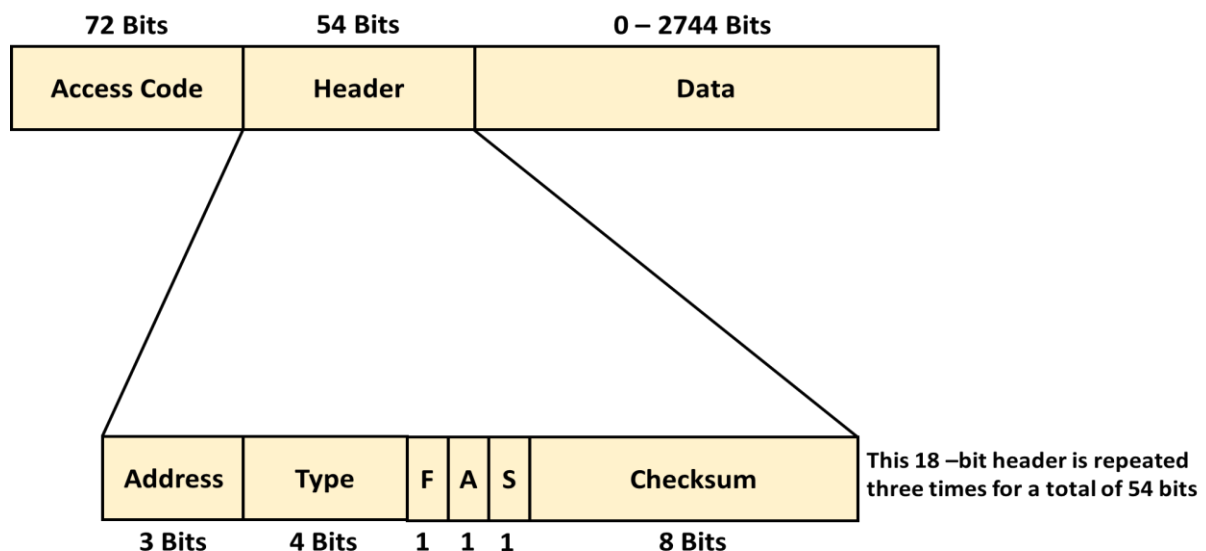 72 Bits 54 Bits 0 – 2744 Bits
Access Code Header Data
Address Type F A S Checksum
This 18 –bit header is repeated
three times for a total of 54 bits
3 Bits 4 Bits 1 1 1 8 Bits